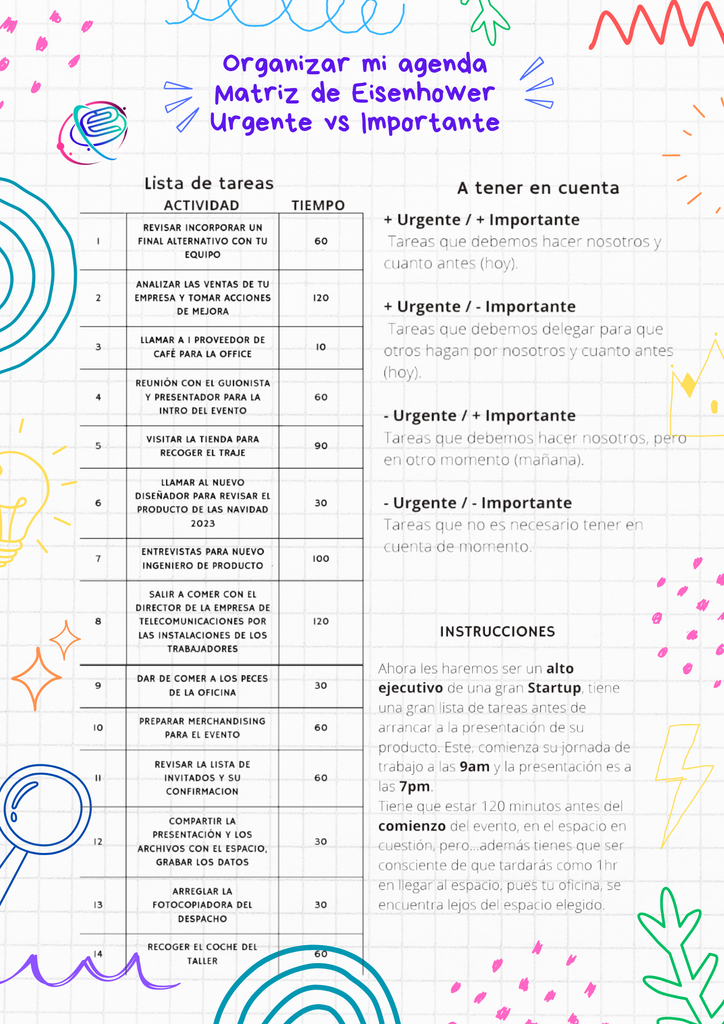 Organizar mi agenda
Matriz de Eisenhower
Urgente vs Importante
Lista de tareas
ACTIVIDAD TIEMPO
1 REVISAR INCORPORAR UN 60
FINAL ALTERNATIVO CON TU
EQUIPO
2 ANALIZAR LAS VENTAS DE TU 120
EMPRESA Y TOMAR ACCIONES
DE MEJORA
3 LLAMAR A 1 PROVEEDOR DE 10
CAFÉ PARA LA OFFICE
4 REUNIÓN CON EL GUIONISTA 60
Y PRESENTADOR PARA LA
INTRO DEL EVENTO
5 VISITAR LA TIENDA PARA 90
RECOGER EL TRAJE
6 LLAMAR AL NUEVO 30
DISEÑADOR PARA REVISAR EL
PRODUCTO DE LAS NAVIDAD
2023
7 ENTREVISTAS PARA NUEVO 100
INGENIERO DE PRODUCTO
8 SALIR A COMER CON EL 120
DIRECTOR DE LA EMPRESA DE
TELECOMUNICACIONES POR
LAS INSTALACIONES DE LOS
TRABAJADORES
9 DAR DE COMER A LOS PECES 30
DE LA OFICINA
10 PREPARAR MERCHANDISING 60
PARA EL EVENTO
11 REVISAR LA LISTA DE 60
INVITADOS Y SU
CONFIRMACION
12 COMPARTIR LA 30
PRESENTACIÓN Y LOS
ARCHIVOS CON EL ESPACIO,
GRABAR LOS DATOS
13 ARREGLAR LA 30
FOTOCOPIADORA DEL
DESPACHO
14 RECOGER EL COCHE DEL 60
TALLER
A tener en cuenta
+ Urgente / + Importante
Tareas que debemos hacer nosotros y
cuanto antes (hoy).
+ Urgente / - Importante
Tareas que debemos delegar para que
otros hagan por nosotros y cuanto antes
(hoy).
- Urgente / + Importante
Tareas que debemos hacer nosotros, pero
en otro momento (mañana).
- Urgente / - Importante
Tareas que no es necesario tener en
cuenta de momento.
INSTRUCCIONES
Ahora les haremos ser un alto
ejecutivo de una gran Startup, tiene
una gran lista de tareas antes de
arrancar a la presentación de su
producto. Este, comienza su jornada de
trabajo a las 9am y la presentación es a
las 7pm.
Tiene que estar 120 minutos antes del
comienzo del evento, en el espacio en
cuestión, pero...además tienes que ser
consciente de que tardarás como 1hr
en llegar al espacio, pues tu oficina, se
encuentra lejos del espacio elegido.